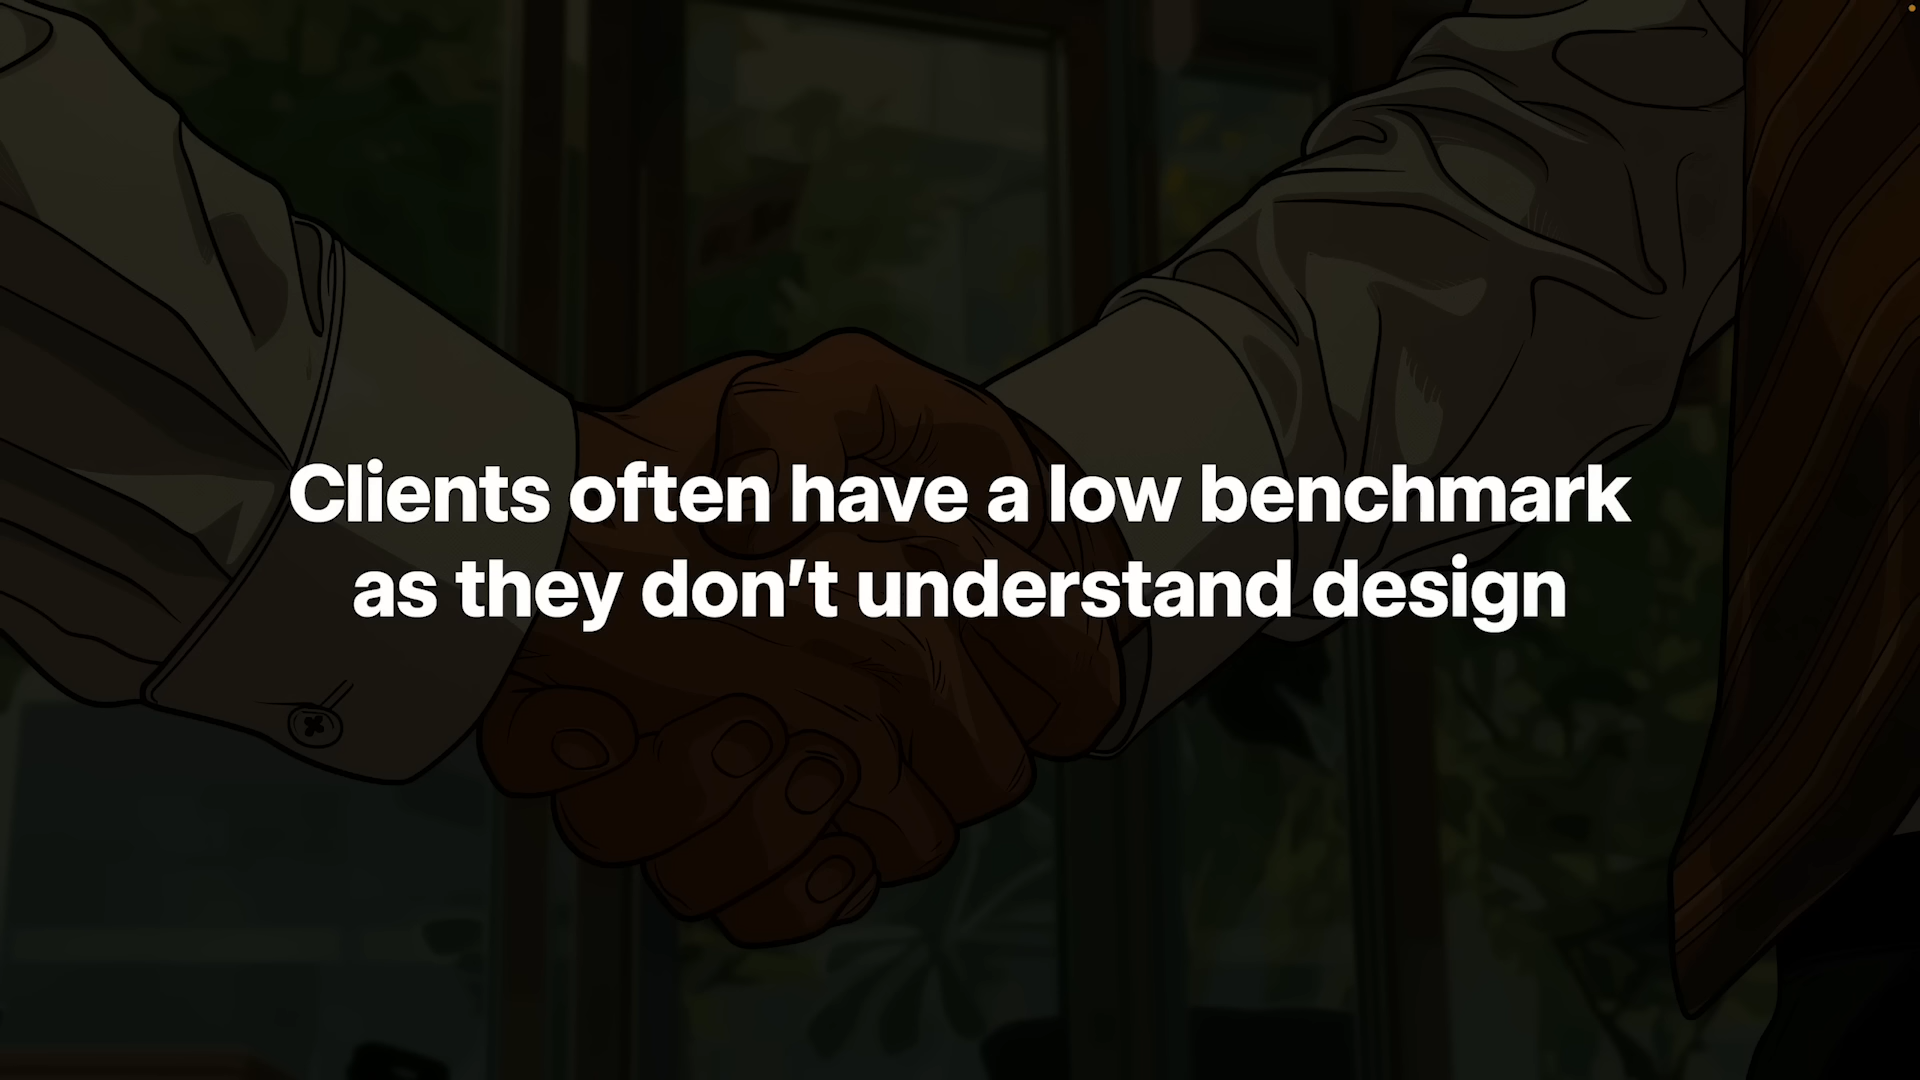 Clients often have a low benchmark
as they don’t understand design